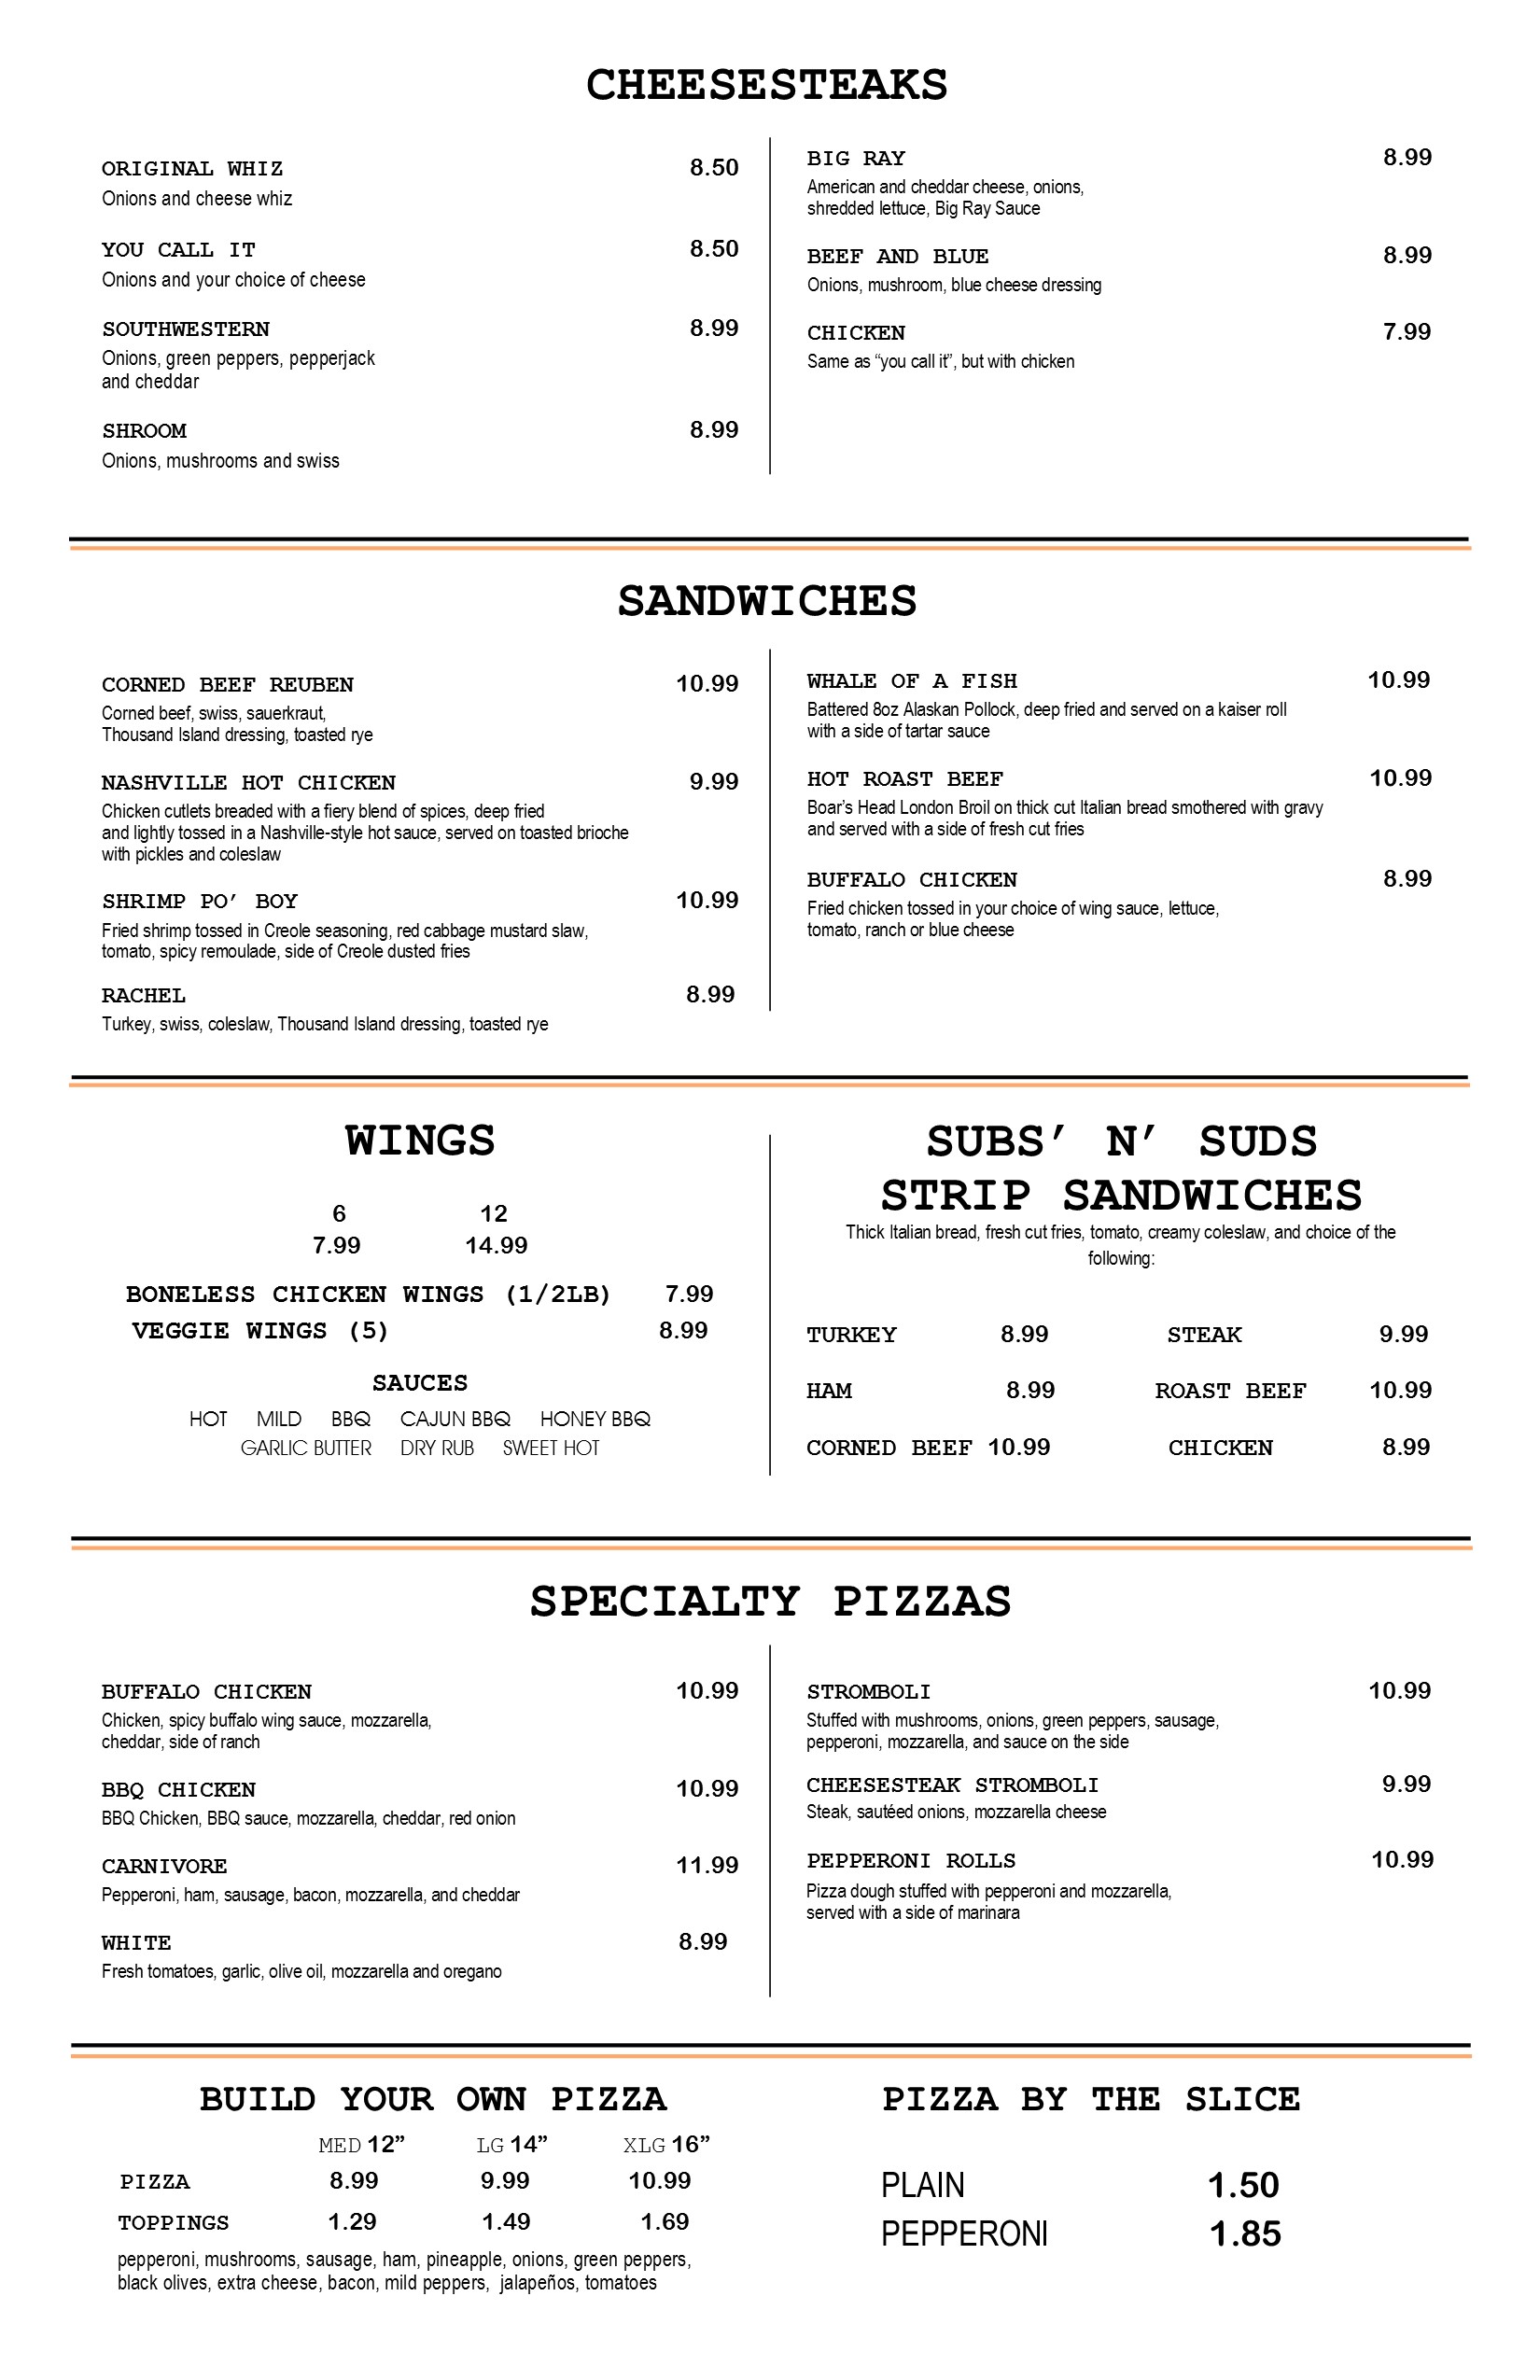 CHEESESTEAKS
ORIGINAL WHIZ 8.50
Onions and cheese whiz
YOU CALL IT 8.50
Onions and your choice of cheese
SOUTHWESTERN 8.99
Onions, green peppers, pepperjack
and cheddar
SHROOM 8.99
Onions, mushrooms and swiss
BIG RAY 8.99
American and cheddar cheese, onions,
shredded lettuce, Big Ray Sauce
BEEF AND BLUE 8.99
Onions, mushroom, blue cheese dressing
CHICKEN 7.99
Same as “you call it”, but with chicken
SANDWICHES
CORNED BEEF REUBEN 10.99
Corned beef, swiss, sauerkraut,
Thousand Island dressing, toasted rye
NASHVILLE HOT CHICKEN 9.99
Chicken cutlets breaded with a fiery blend of spices, deep fried
and lightly tossed in a Nashville-style hot sauce, served on toasted brioche
with pickles and coleslaw
SHRIMP PO’ BOY 10.99
Fried shrimp tossed in Creole seasoning, red cabbage mustard slaw,
tomato, spicy remoulade, side of Creole dusted fries
RACHEL 8.99
Turkey, swiss, coleslaw, Thousand Island dressing, toasted rye
WHALE OF A FISH 10.99
Battered 8oz Alaskan Pollock, deep fried and served on a kaiser roll
with a side of tartar sauce
HOT ROAST BEEF 10.99
Boar’s Head London Broil on thick cut Italian bread smothered with gravy
and served with a side of fresh cut fries
BUFFALO CHICKEN 8.99
Fried chicken tossed in your choice of wing sauce, lettuce,
tomato, ranch or blue cheese
WINGS
6 12
7.99 14.99
BONELESS CHICKEN WINGS (1/2LB) 7.99
VEGGIE WINGS (5) 8.99
SAUCES
HOT MILD BBQ CAJUN BBQ HONEY BBQ
GARLIC BUTTER DRY RUB SWEET HOT
SUBS’ N’ SUDS
STRIP SANDWICHES
Thick Italian bread, fresh cut fries, tomato, creamy coleslaw, and choice of the
following:
TURKEY 8.99 STEAK 9.99
HAM 8.99 ROAST BEEF 10.99
CORNED BEEF 10.99 CHICKEN 8.99
SPECIALTY PIZZAS
BUFFALO CHICKEN 10.99
Chicken, spicy buffalo wing sauce, mozzarella,
cheddar, side of ranch
BBQ CHICKEN 10.99
BBQ Chicken, BBQ sauce, mozzarella, cheddar, red onion
CARNIVORE 11.99
Pepperoni, ham, sausage, bacon, mozzarella, and cheddar
WHITE 8.99
Fresh tomatoes, garlic, olive oil, mozzarella and oregano
STROMBOLI 10.99
Stuffed with mushrooms, onions, green peppers, sausage,
pepperoni, mozzarella, and sauce on the side
CHEESESTEAK STROMBOLI 9.99
Steak, sautéed onions, mozzarella cheese
PEPPERONI ROLLS 10.99
Pizza dough stuffed with pepperoni and mozzarella,
served with a side of marinara
BUILD YOUR OWN PIZZA
MED 12” LG 14” XLG 16”
PIZZA 8.99 9.99 10.99
TOPPINGS 1.29 1.49 1.69
pepperoni, mushrooms, sausage, ham, pineapple, onions, green peppers,
black olives, extra cheese, bacon, mild peppers, jalapeños, tomatoes
PIZZA BY THE SLICE
PLAIN 1.50
PEPPERONI 1.85